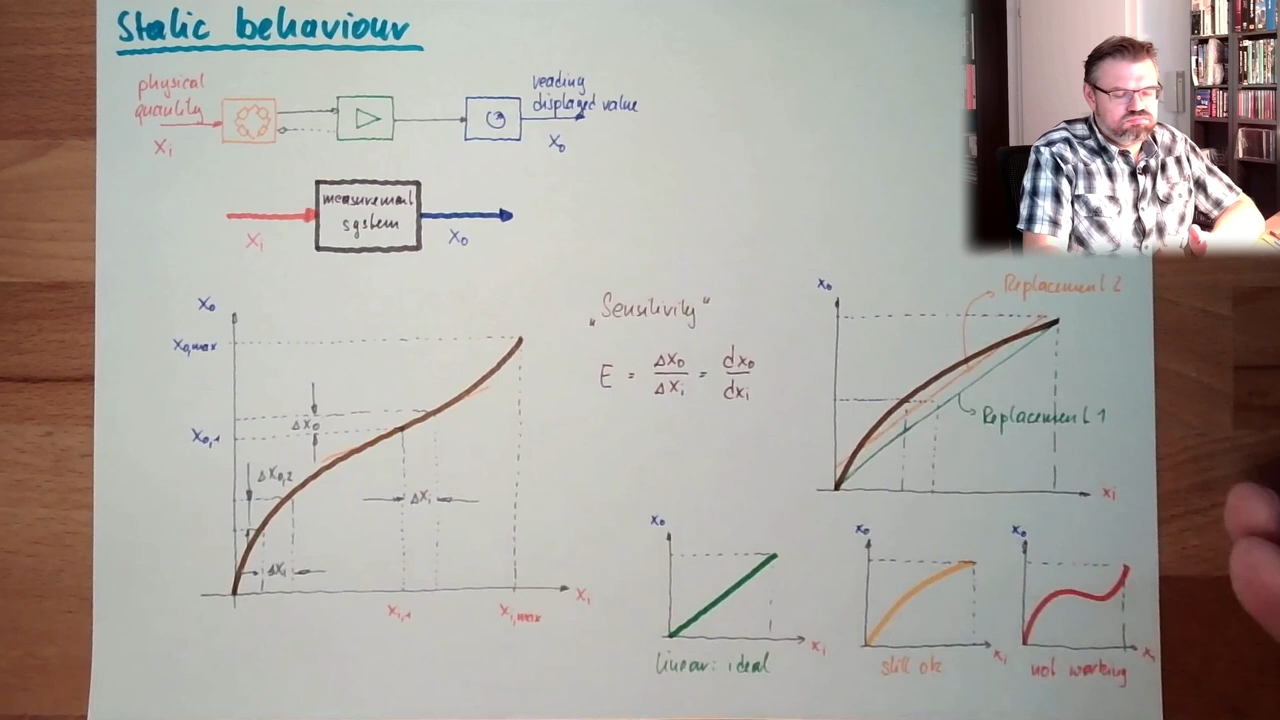 Static behaviour
physical
quantity
xi
reading
displayed value
xo
measurement
system
xi
xo
xo
xo,max
xo,1
Δxo
Δxo,2
Δxi
Δxi
xi,1
xi,max
xi
„Sensitivity"
E = Δxo/Δxi = dxo/dxi
xo
Replacement 2
Replacement 1
xi
xo
xi
linear: ideal
xo
xi
still ok
xo
xi
not working